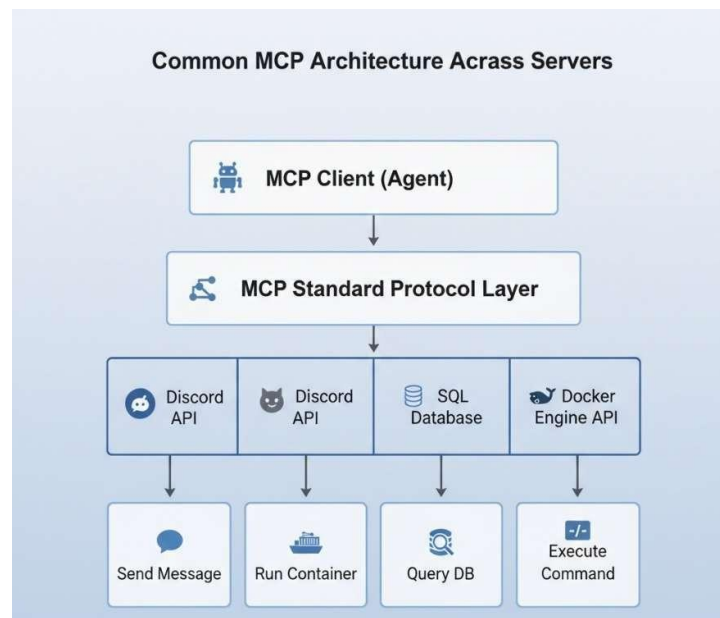 Common MCP Architecture Acrass Servers
MCP Client (Agent)
MCP Standard Protocol Layer
Discord
API
Discord
API
SQL
Database
Docker
Engine API
Send Message
Run Container
Query DB
-/-
Execute
Command